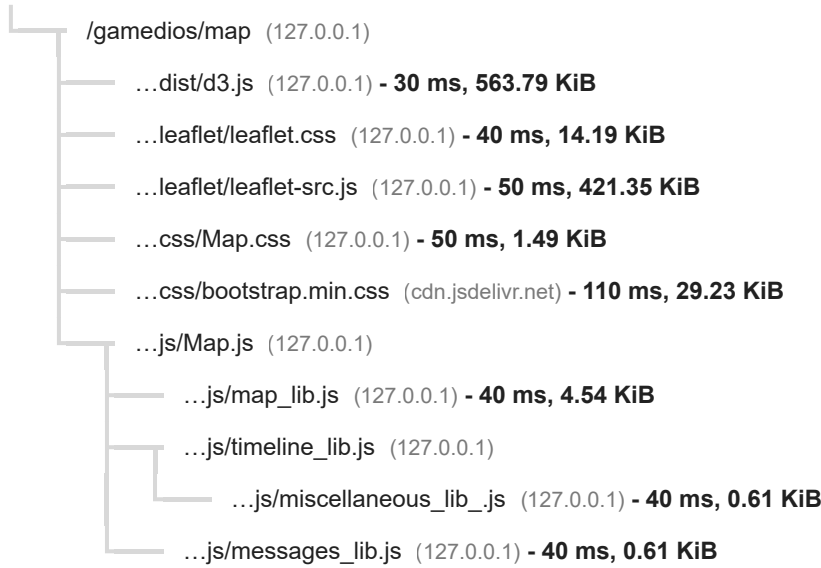 /gamedios/map (127.0.0.1)
…dist/d3.js (127.0.0.1) - 30 ms, 563.79 KiB
…leaflet/leaflet.css (127.0.0.1) - 40 ms, 14.19 KiB
…leaflet/leaflet-src.js (127.0.0.1) - 50 ms, 421.35 KiB
…css/Map.css (127.0.0.1) - 50 ms, 1.49 KiB
…css/bootstrap.min.css (cdn.jsdelivr.net) - 110 ms, 29.23 KiB
…js/Map.js (127.0.0.1)
…js/map_lib.js (127.0.0.1) - 40 ms, 4.54 KiB
…js/timeline_lib.js (127.0.0.1)
…js/miscellaneous_lib_.js (127.0.0.1) - 40 ms, 0.61 KiB
…js/messages_lib.js (127.0.0.1) - 40 ms, 0.61 KiB